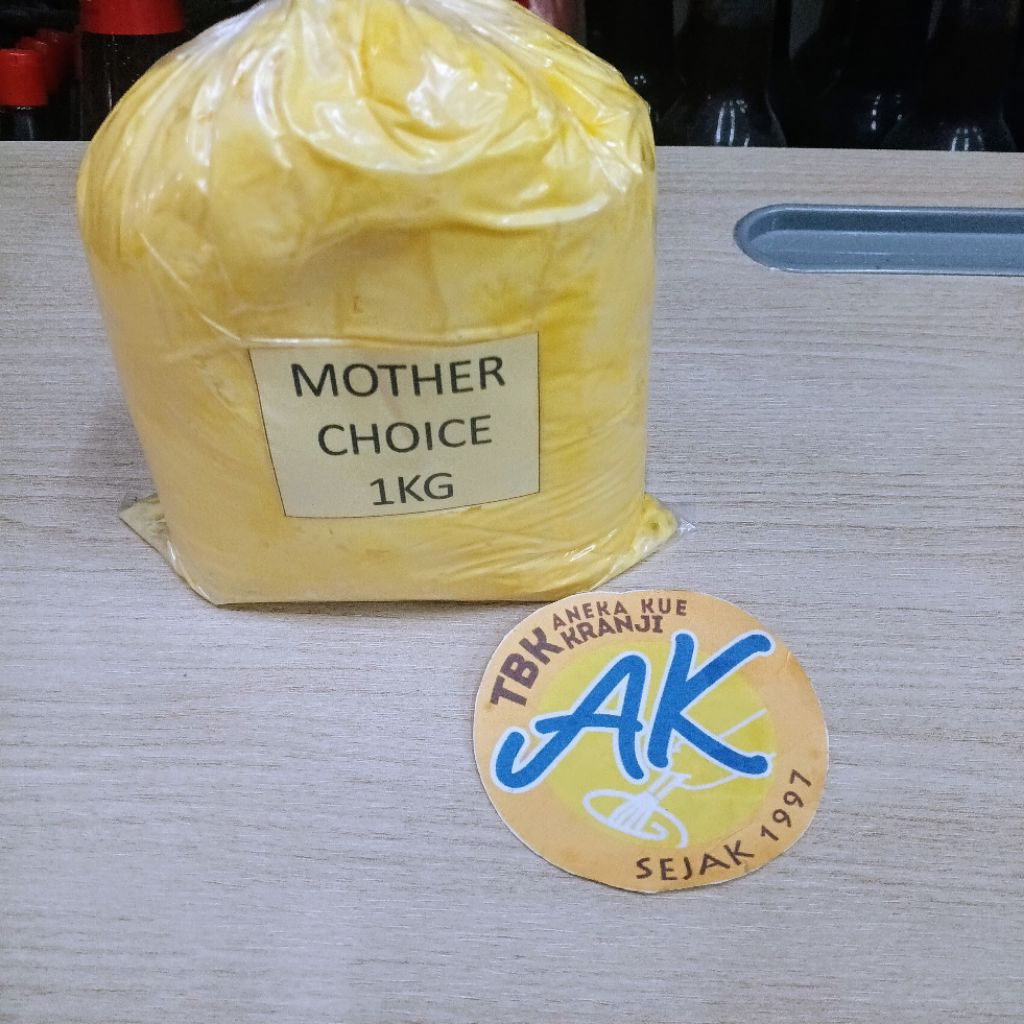 MOTHER
CHOICE
1KG
TBK ANEKA KUE
KRANJI
AK
SEJAK 1997